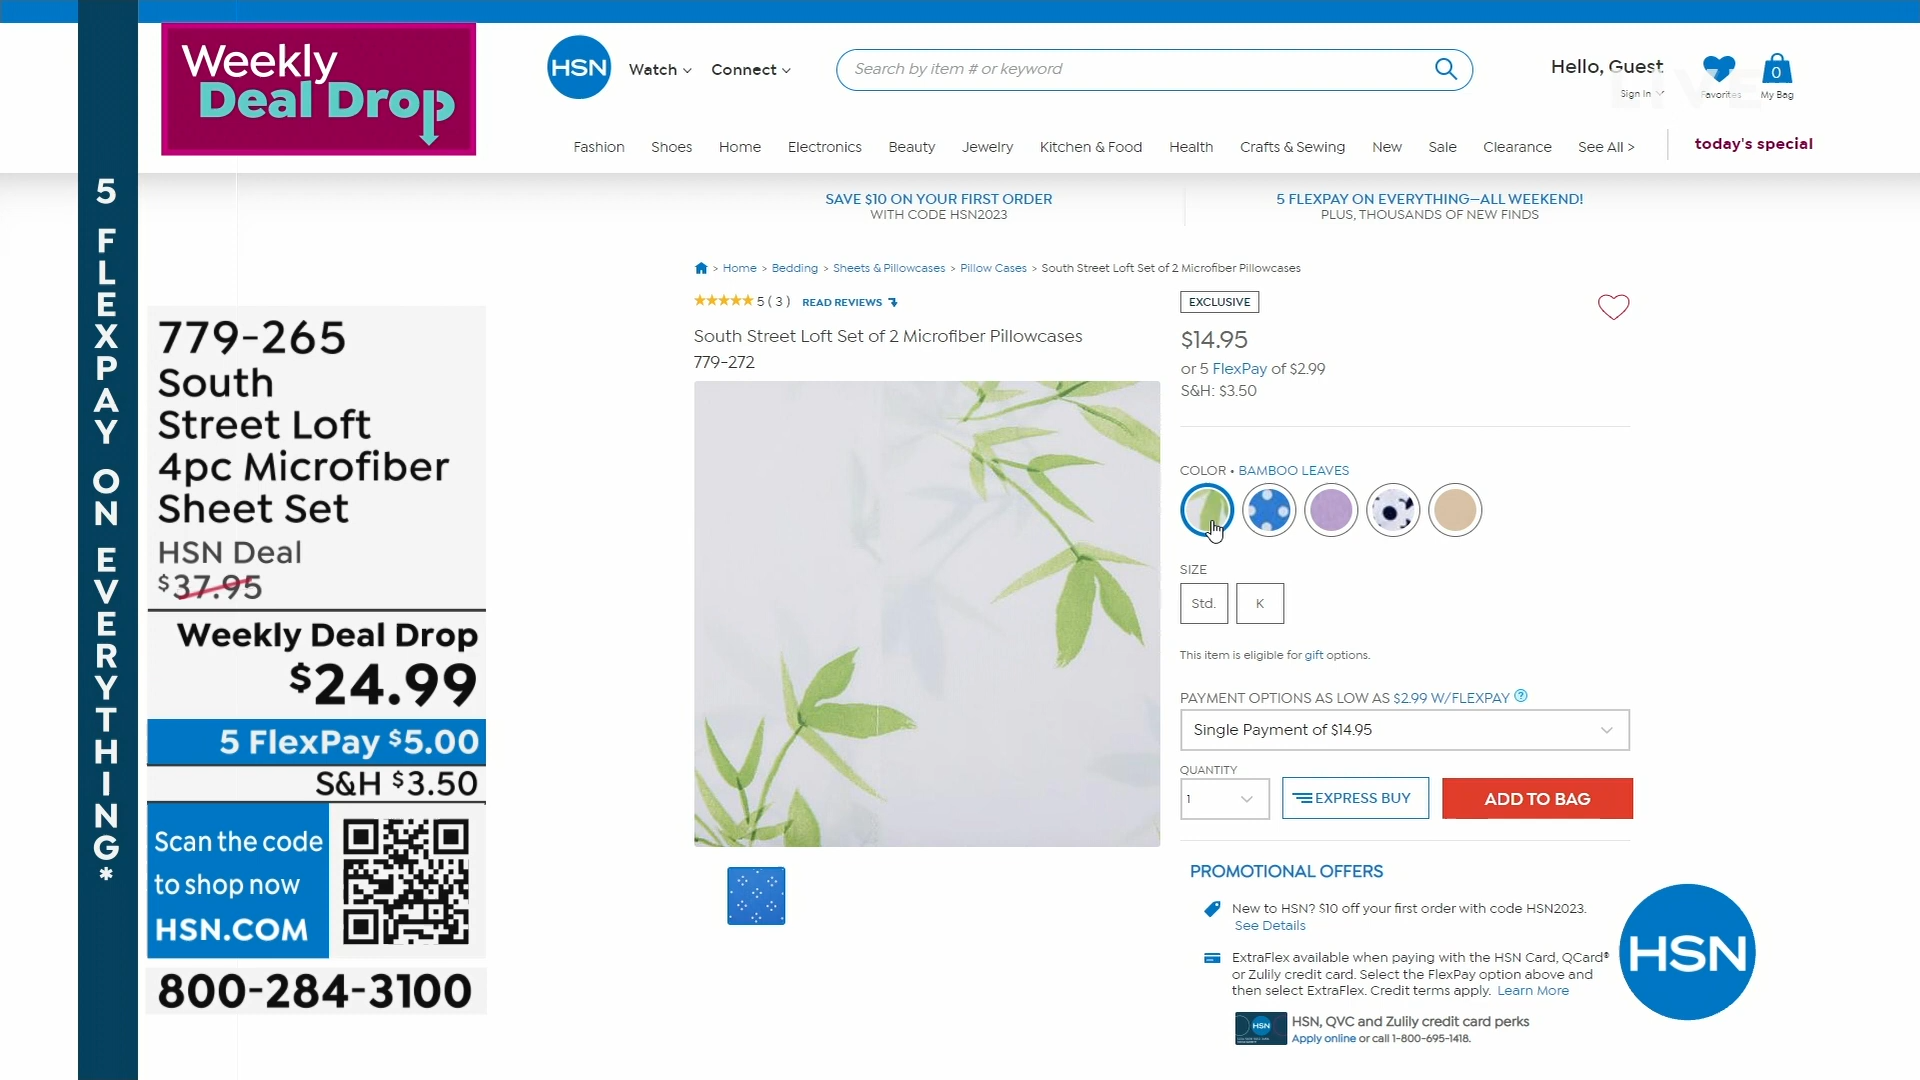 5 FLEXPAY ON EVERYTHING*
Weekly
Deal Drop
HSN
Watch
Connect
Search by item # or keyword
Hello, Guest
Sign In
Favorites
0
My Bag
LIVE
Fashion
Shoes
Home
Electronics
Beauty
Jewelry
Kitchen & Food
Health
Crafts & Sewing
New
Sale
Clearance
See All >
today's special
SAVE $10 ON YOUR FIRST ORDER
WITH CODE HSN2023
5 FLEXPAY ON EVERYTHING—ALL WEEKEND!
PLUS, THOUSANDS OF NEW FINDS
779-265
South
Street Loft
4pc Microfiber
Sheet Set
HSN Deal
$37.95
Weekly Deal Drop
$24.99
5 FlexPay $5.00
S&H $3.50
Scan the code
to shop now
HSN.COM
800-284-3100
> Home > Bedding > Sheets & Pillowcases > Pillow Cases > South Street Loft Set of 2 Microfiber Pillowcases
5 ( 3 ) READ REVIEWS
South Street Loft Set of 2 Microfiber Pillowcases
779-272
EXCLUSIVE
$14.95
or 5 FlexPay of $2.99
S&H: $3.50
COLOR • BAMBOO LEAVES
SIZE
Std.
K
This item is eligible for gift options.
PAYMENT OPTIONS AS LOW AS $2.99 W/FLEXPAY ?
Single Payment of $14.95
QUANTITY
1
EXPRESS BUY
ADD TO BAG
PROMOTIONAL OFFERS
New to HSN? $10 off your first order with code HSN2023.
See Details
ExtraFlex available when paying with the HSN Card, QCard®
or Zulily credit card. Select the FlexPay option above and
then select ExtraFlex. Credit terms apply. Learn More
HSN
HSN, QVC and Zulily credit card perks
Apply online or call 1-800-695-1418.
HSN